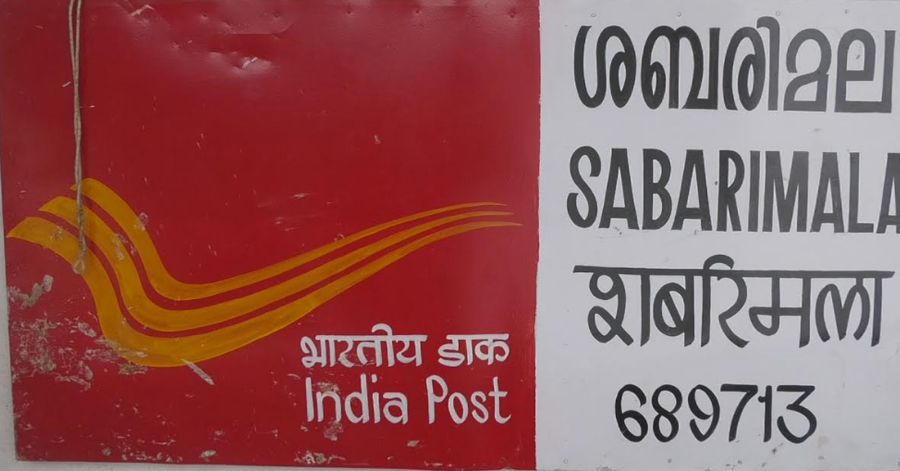 भारतीय डाक
India Post
ശബരിമല
SABARIMALA
शबरिमला
689713